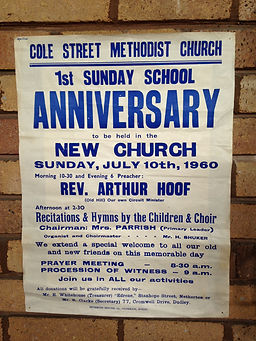 COLE STREET METHODIST CHURCH
1st SUNDAY SCHOOL
ANNIVERSARY
to be held in the
NEW CHURCH
SUNDAY, JULY 10th, 1960
Morning 10-30 and Evening 6 Preacher:
REV. ARTHUR HOOF
(Old Hill) Our own Circuit Minister
Afternoon at 2-30
Recitations & Hymns by the Children & Choir
Chairman: Mrs. PARRISH (Primary Leader)
Organist and Choirmaster - - - - Mr. H. SHUKER
We extend a special welcome to all our old
and new friends on this memorable day
PRAYER MEETING — 8-30 a.m.
PROCESSION OF WITNESS — 9 a.m.
Join us in ALL our activities
All donations will be gratefully received by—
Mr. E. Whitehouse (Treasurer) "Edrose," Stanhope Street, Netherton or
Mr. S. Clarke (Secretary) 77, Cromwell Drive, Dudley.